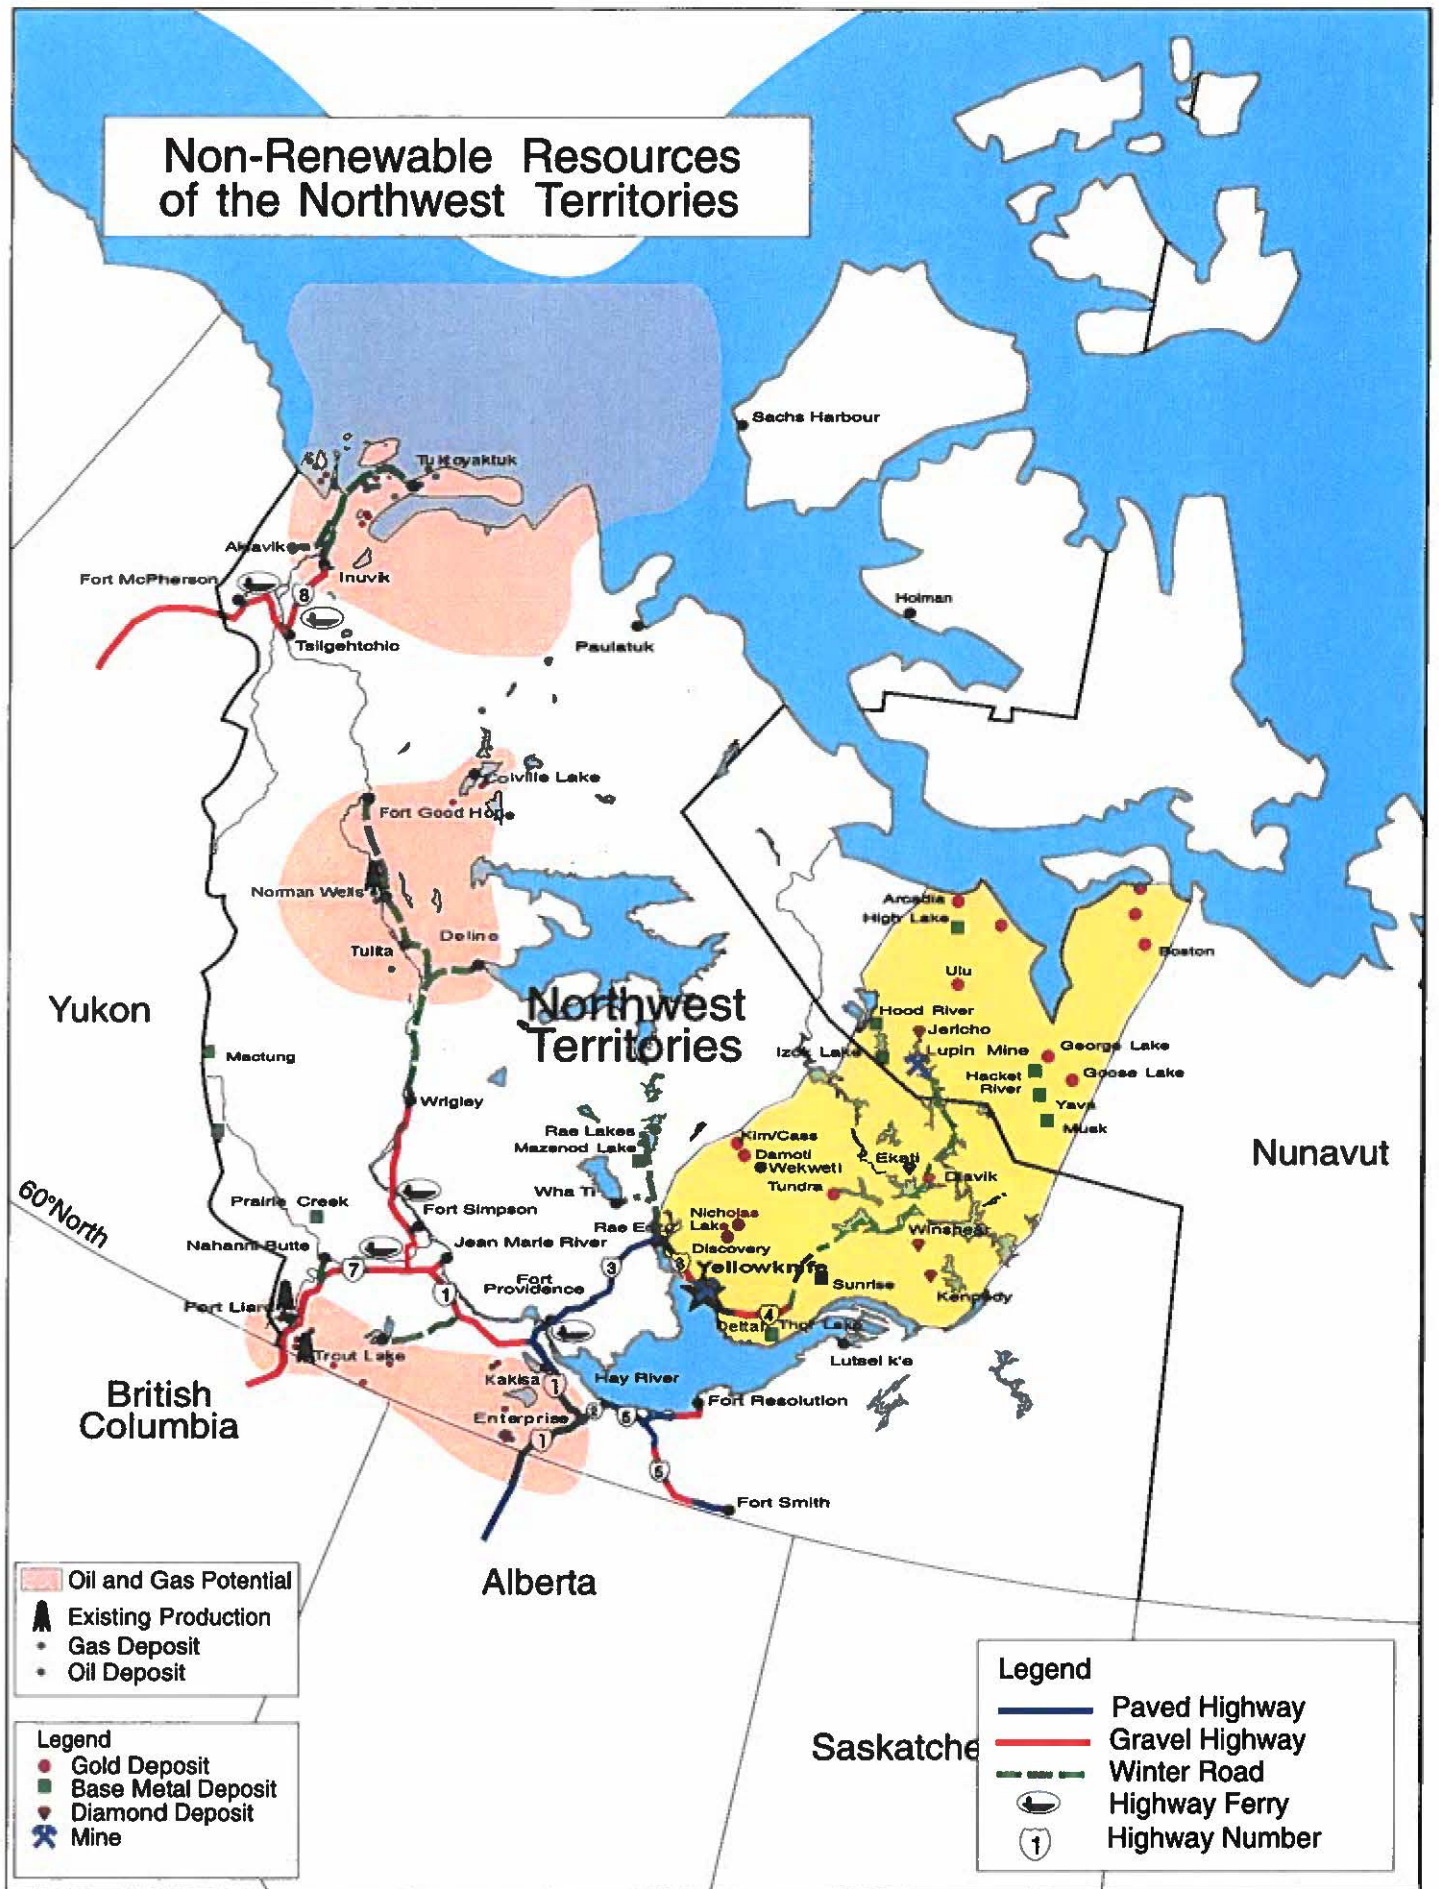 Non-Renewable Resources
of the Northwest Territories
Sachs Harbour
Tuktoyaktuk
Aklavik
Fort McPherson
Inuvik
8
Holman
Tsiigehtchic
Paulatuk
Colville Lake
Fort Good Hope
Norman Wells
Arcadia
High Lake
Deline
Tulita
Boston
Ulu
Yukon
Northwest
Territories
Hood River
Jericho
Mactung
Izok Lake
Lupin Mine
George Lake
Hacket
River
Goose Lake
Wrigley
Yava
Rae Lakes
Musk
Mazenod Lake
Kim/Cass
Damoti
Wekweti
Ekati
Nunavut
Diavik
Tundra
60°North
Wha Ti
Prairie Creek
Fort Simpson
Nicholas
Lake
Rae Edzo
Winspear
Nahanni Butte
Jean Marie River
Discovery
3
3
Yellowknife
7
1
Fort
Providence
Sunrise
Kennedy
Fort Liard
4
Dettah
Thor Lake
Trout Lake
Lutsel k'e
Kakisa
1
Hay River
British
Columbia
Enterprise
2
5
Fort Resolution
1
5
Fort Smith
Alberta
Oil and Gas Potential
Existing Production
Gas Deposit
Oil Deposit
Legend
Gold Deposit
Base Metal Deposit
Diamond Deposit
Mine
Saskatche
Legend
Paved Highway
Gravel Highway
Winter Road
Highway Ferry
1 Highway Number